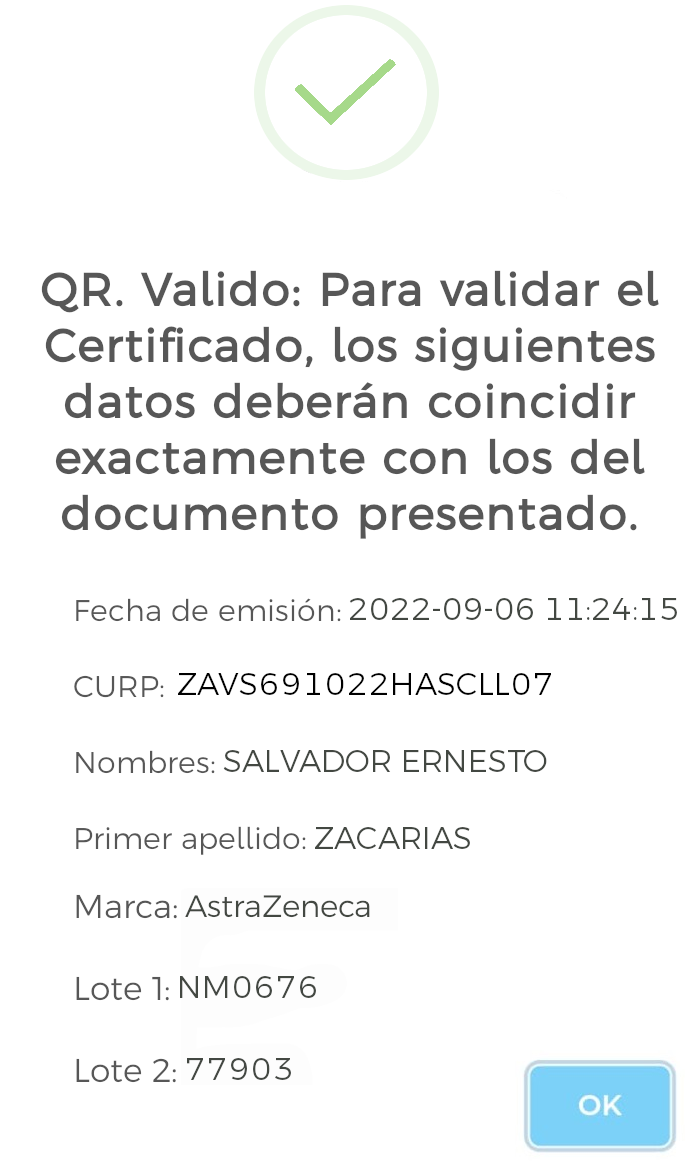 QR. Valido: Para validar el
Certificado, los siguientes
datos deberán coincidir
exactamente con los del
documento presentado.
Fecha de emisión: 2022-09-06 11:24:15
CURP: ZAVS691022HASCLL07
Nombres: SALVADOR ERNESTO
Primer apellido: ZACARIAS
Marca: AstraZeneca
Lote 1: NM0676
Lote 2: 77903
OK